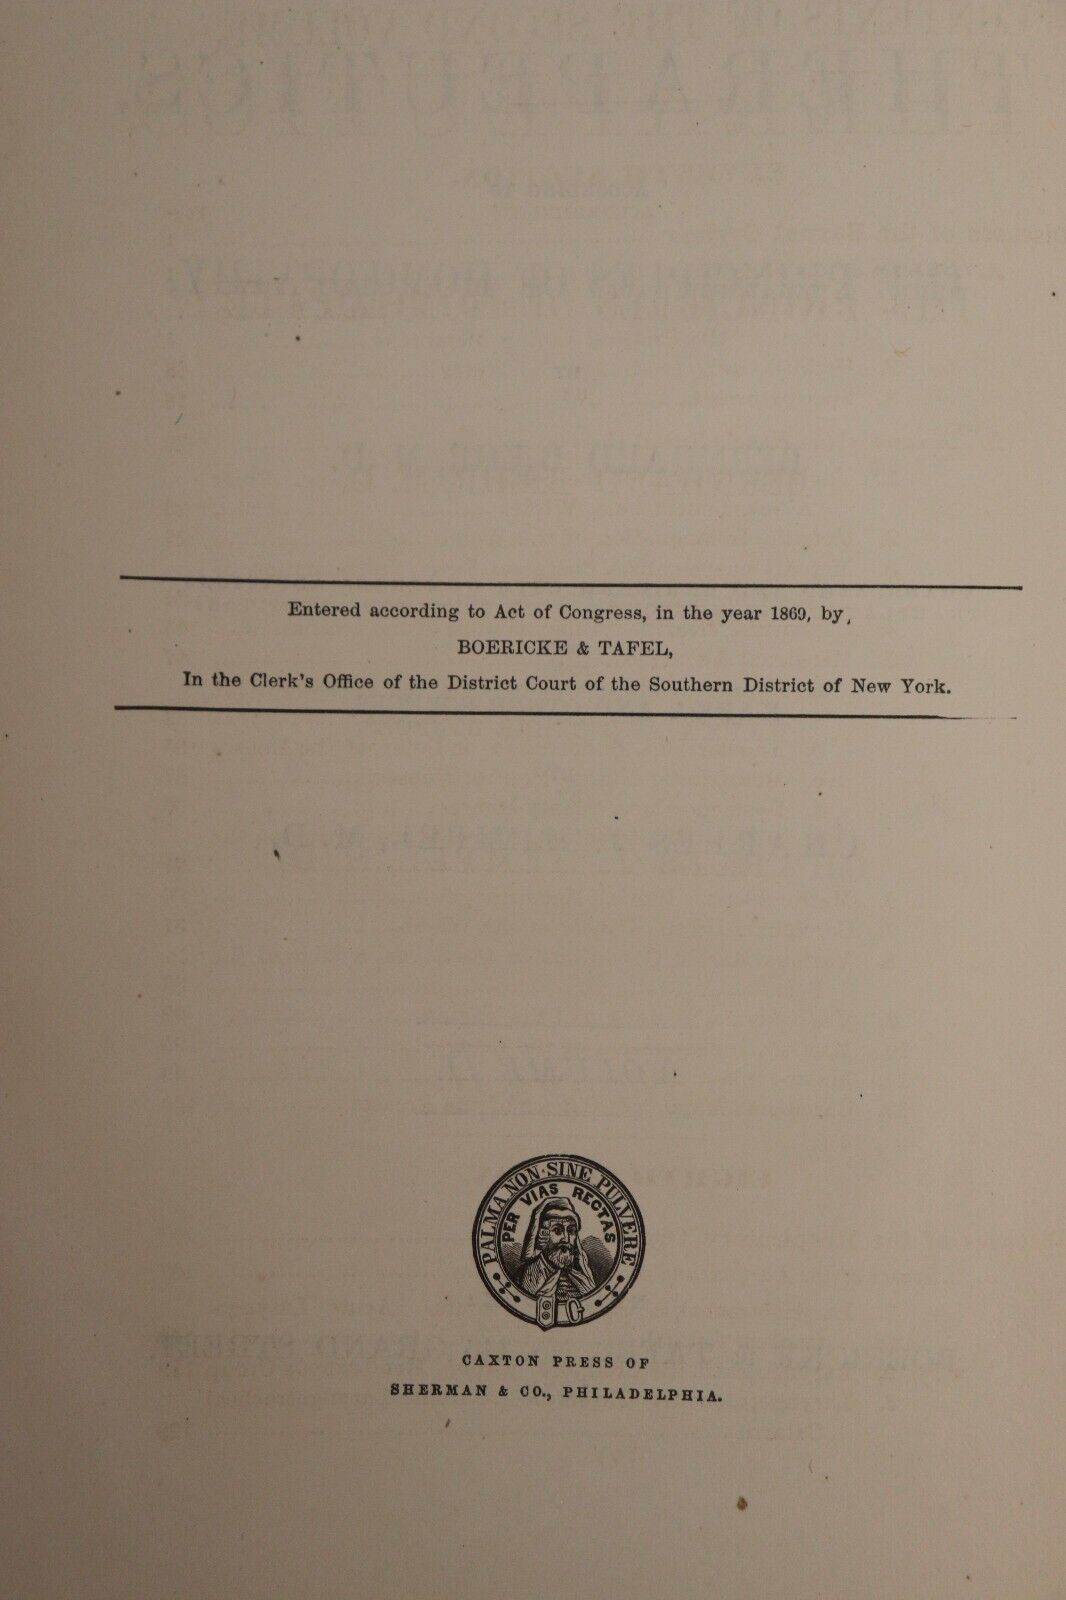 Entered according to Act of Congress, in the year 1869, by,
BOERICKE & TAFEL,
In the Clerk's Office of the District Court of the Southern District of New York.
PALMA NON SINE PULVERE
PER VIAS RECTAS
CAXTON PRESS OF
SHERMAN & CO., PHILADELPHIA.